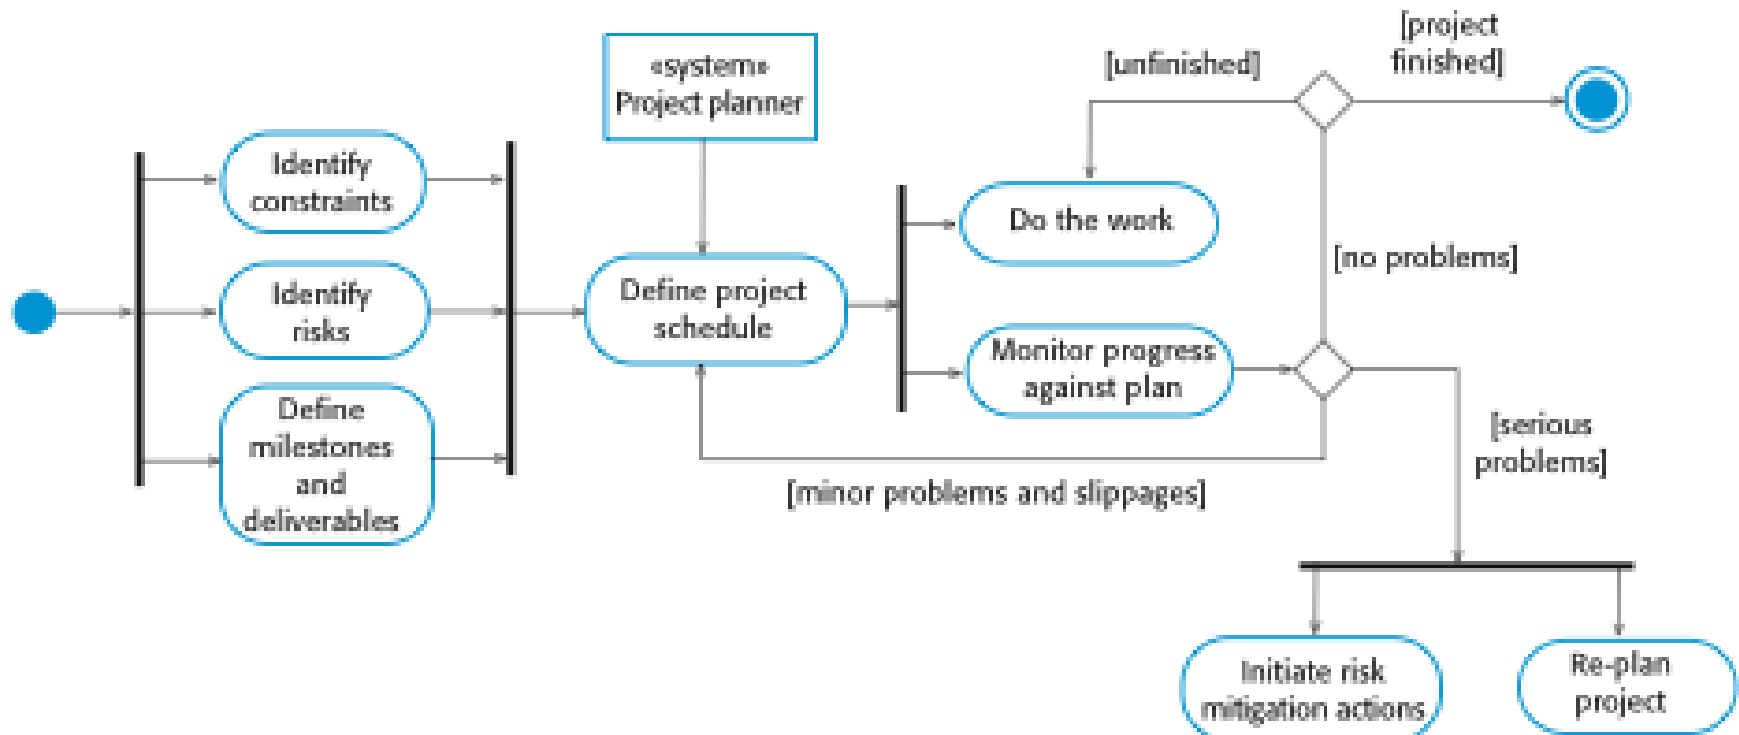 Identify
constraints
Identify
risks
Define
milestones
and
deliverables
«system»
Project planner
Define project
schedule
Do the work
Monitor progress
against plan
[unfinished]
[project
finished]
[no problems]
[minor problems and slippages]
[serious
problems]
Initiate risk
mitigation actions
Re-plan
project